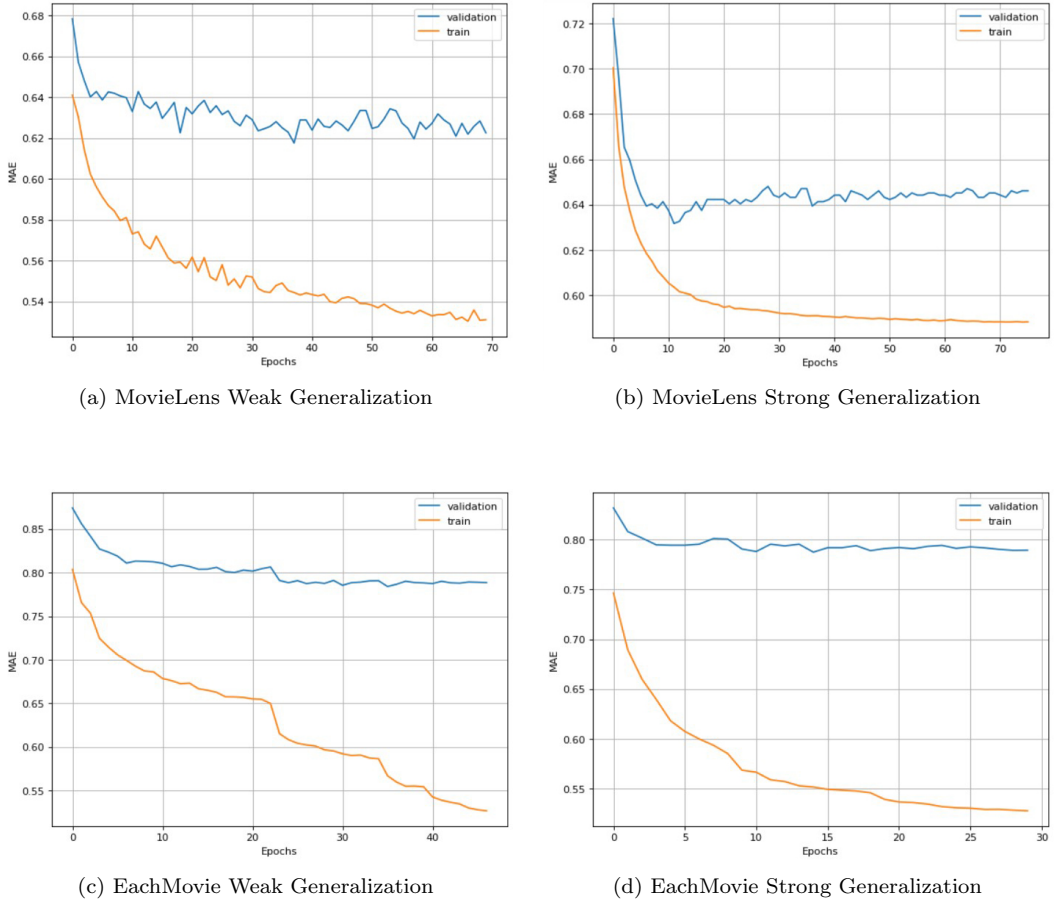 0.68
0.66
0.64
0.62
0.60
0.58
0.56
0.54
MAE
validation
train
0 10 20 30 40 50 60 70
Epochs
(a) MovieLens Weak Generalization
0.72
0.70
0.68
0.66
0.64
0.62
0.60
MAE
validation
train
0 10 20 30 40 50 60 70
Epochs
(b) MovieLens Strong Generalization
0.85
0.80
0.75
0.70
0.65
0.60
0.55
MAE
validation
train
0 10 20 30 40
Epochs
(c) EachMovie Weak Generalization
0.80
0.75
0.70
0.65
0.60
0.55
MAE
validation
train
0 5 10 15 20 25 30
Epochs
(d) EachMovie Strong Generalization